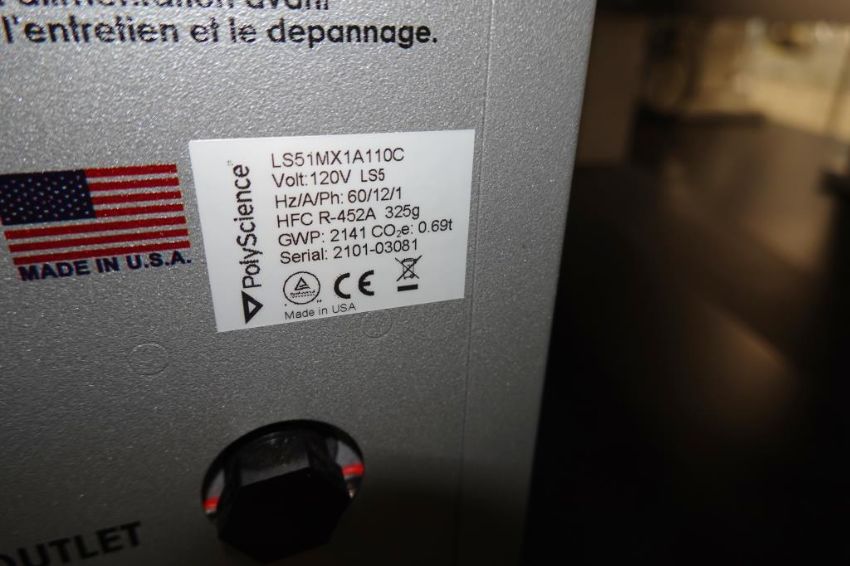 l'entretien et le dépannage.
MADE IN U.S.A.
PolyScience
LS51MX1A110C
Volt: 120V LS5
Hz/A/Ph: 60/12/1
HFC R-452A 325g
GWP: 2141 CO₂e: 0.69t
Serial: 2101-03081
CE
Made in USA
OUTLET